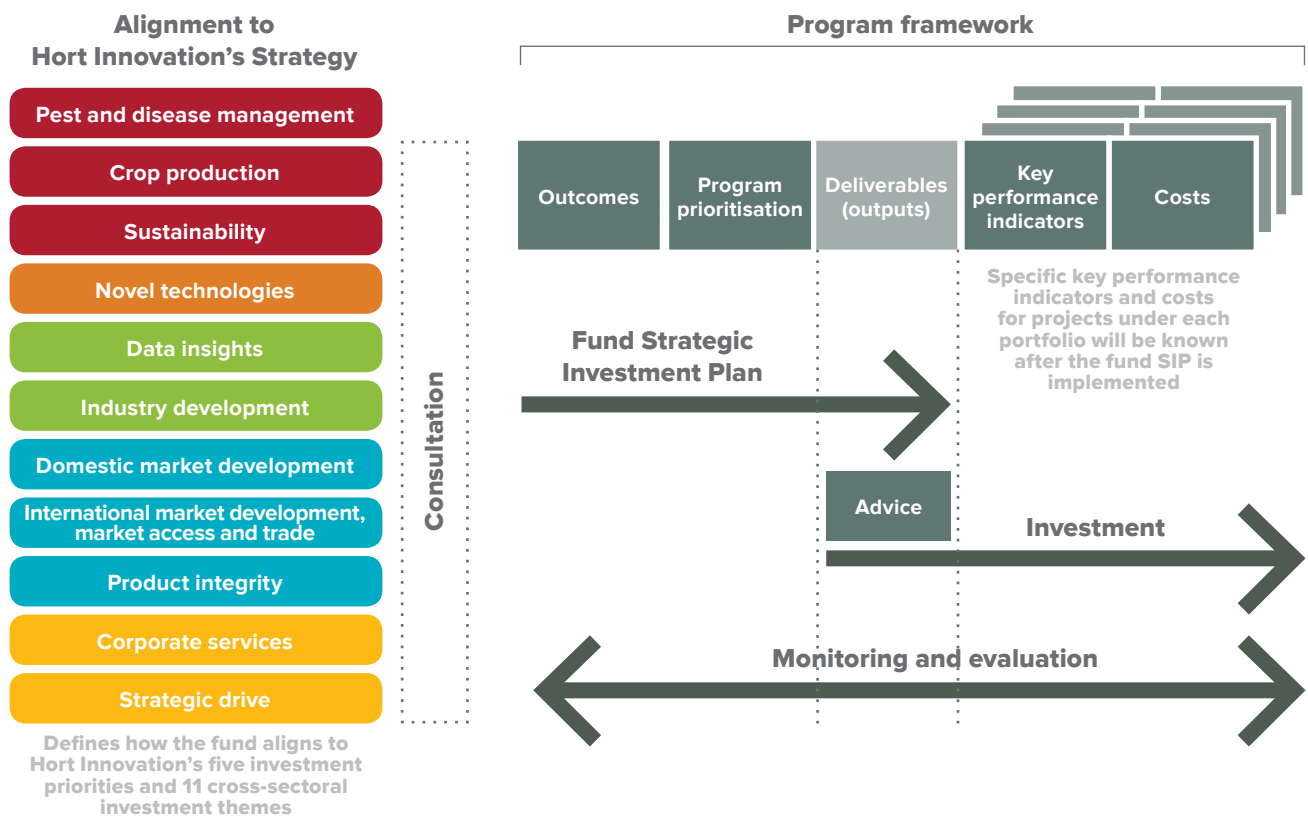 Alignment to
Hort Innovation's Strategy
Pest and disease management
Crop production
Sustainability
Novel technologies
Data insights
Industry development
Domestic market development
International market development,
market access and trade
Product integrity
Corporate services
Strategic drive
Defines how the fund aligns to
Hort Innovation's five investment
priorities and 11 cross-sectoral
investment themes
Consultation
Program framework
Outcomes
Program
prioritisation
Deliverables
(outputs)
Key
performance
indicators
Costs
Specific key performance
indicators and costs
for projects under each
portfolio will be known
after the fund SIP is
implemented
Fund Strategic
Investment Plan
Advice
Investment
Monitoring and evaluation